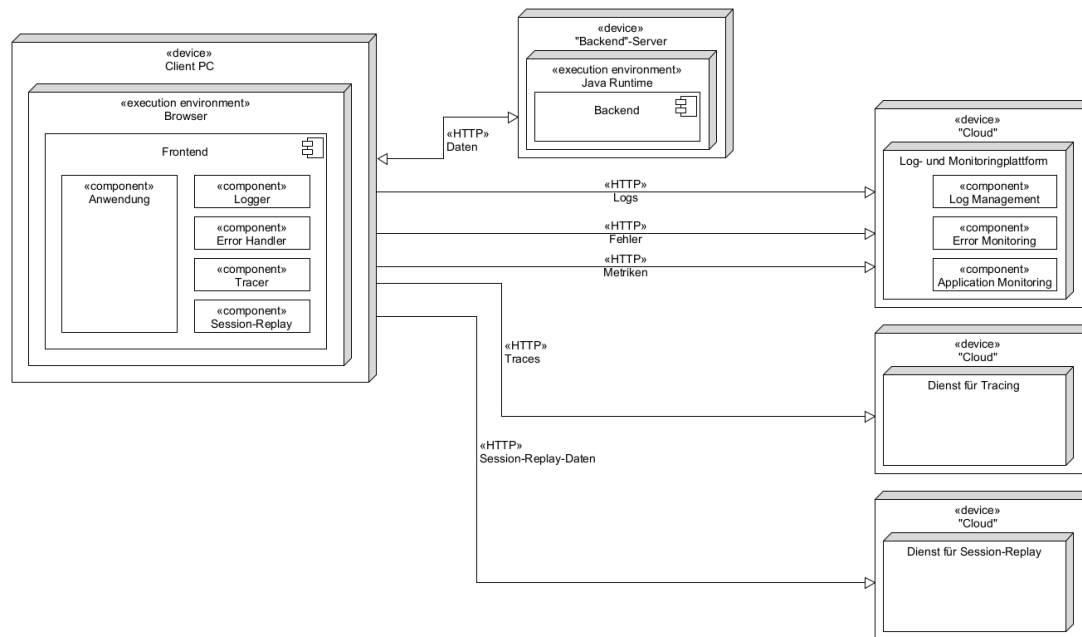 «device»
Client PC
«execution environment»
Browser
Frontend
«component»
Anwendung
«component»
Logger
«component»
Error Handler
«component»
Tracer
«component»
Session-Replay
«device»
"Backend"-Server
«execution environment»
Java Runtime
Backend
«HTTP»
Daten
«HTTP»
Logs
«HTTP»
Fehler
«HTTP»
Metriken
«HTTP»
Traces
«HTTP»
Session-Replay-Daten
«device»
"Cloud"
Log- und Monitoringplattform
«component»
Log Management
«component»
Error Monitoring
«component»
Application Monitoring
«device»
"Cloud"
Dienst für Tracing
«device»
"Cloud"
Dienst für Session-Replay